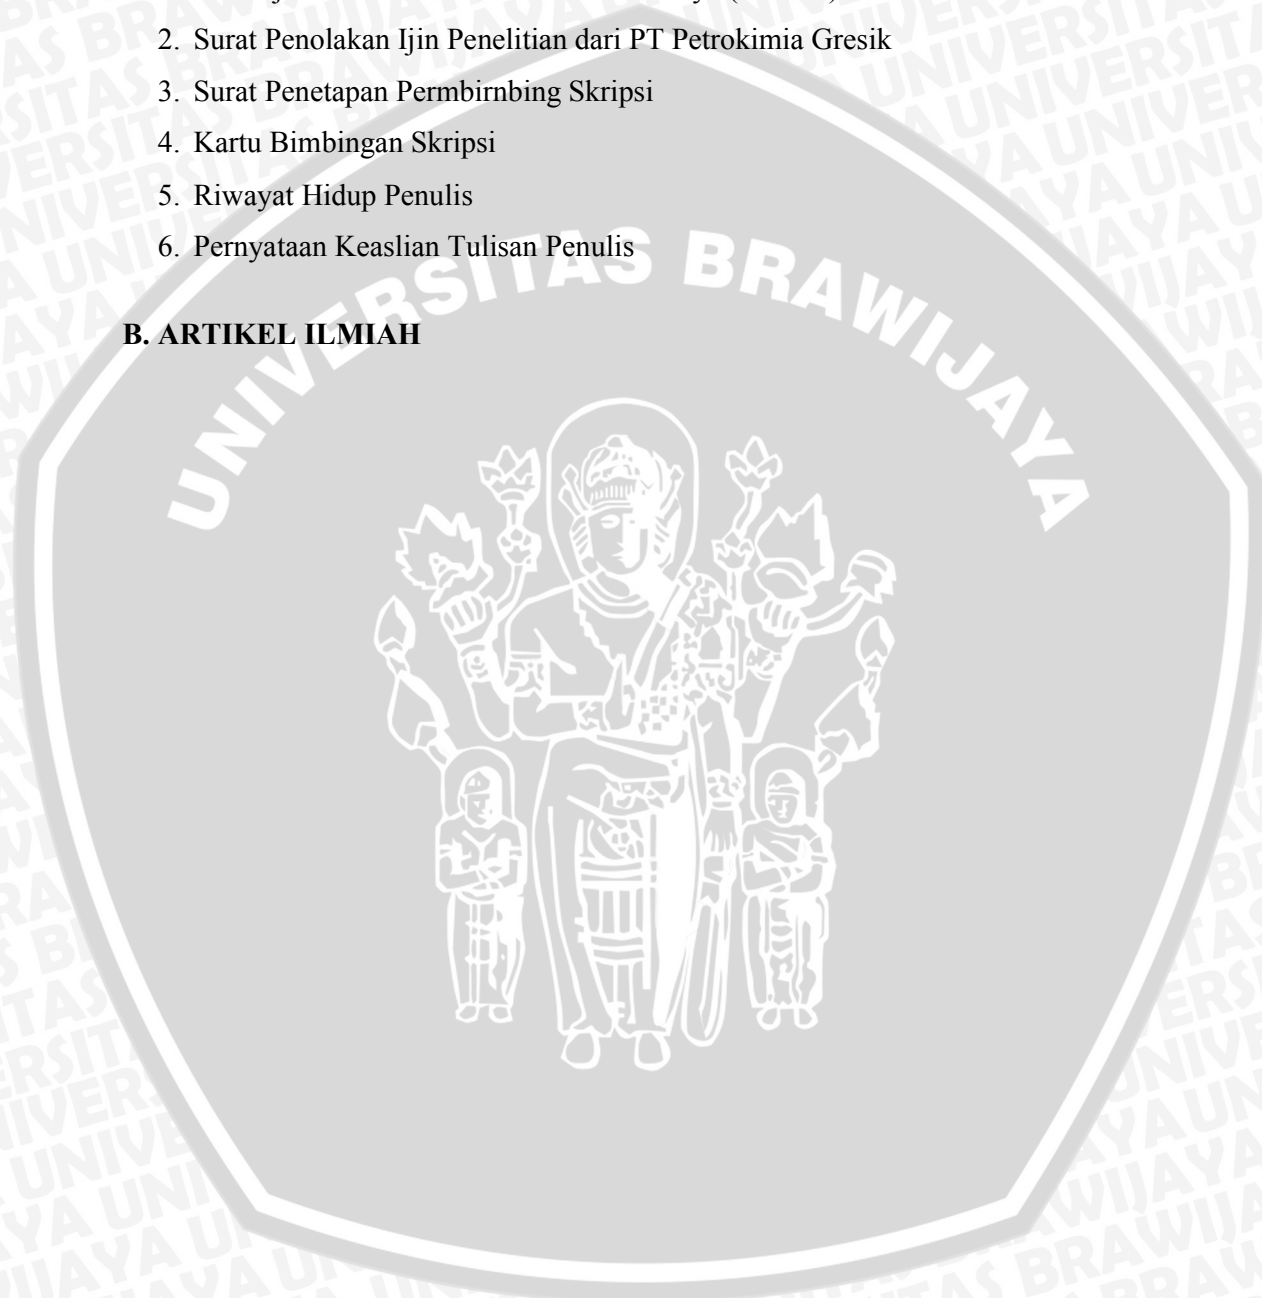 2. Surat Penolakan Ijin Penelitian dari PT Petrokimia Gresik
3. Surat Penetapan Permbirnbing Skripsi
4. Kartu Bimbingan Skripsi
5. Riwayat Hidup Penulis
6. Pernyataan Keaslian Tulisan Penulis
B. ARTIKEL ILMIAH
UNIVERSITAS BRAWIJAYA